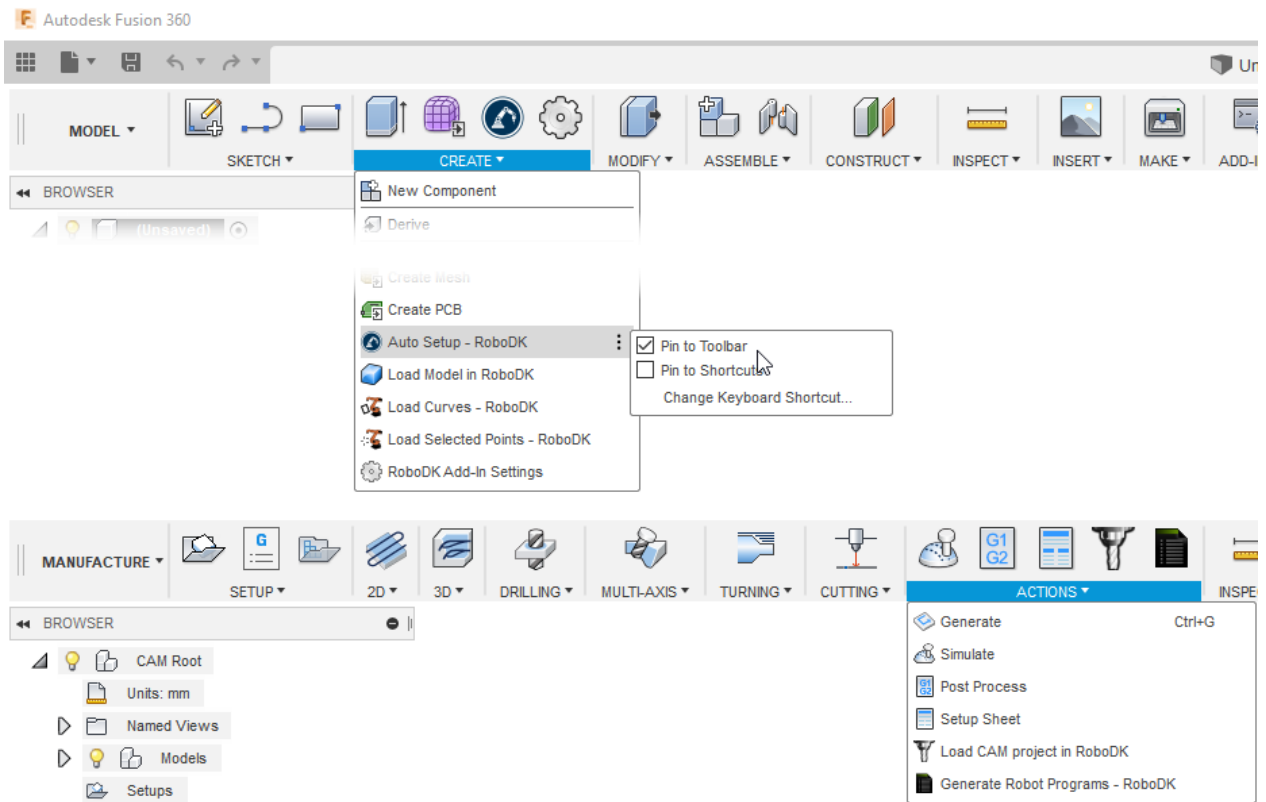 Autodesk Fusion 360
MODEL
SKETCH
CREATE
MODIFY
ASSEMBLE
CONSTRUCT
INSPECT
INSERT
MAKE
BROWSER
New Component
(Unsaved)
Derive
Create Mesh
Create PCB
Auto Setup - RoboDK
Pin to Toolbar
Load Model in RoboDK
Pin to Shortcuts
Change Keyboard Shortcut...
Load Curves - RoboDK
Load Selected Points - RoboDK
RoboDK Add-In Settings
G
G1
G2
MANUFACTURE
SETUP
2D
3D
DRILLING
MULTI-AXIS
TURNING
CUTTING
ACTIONS
BROWSER
Generate Ctrl+G
CAM Root
Simulate
Units: mm
Post Process
Named Views
Setup Sheet
Models
Load CAM project in RoboDK
Setups
Generate Robot Programs - RoboDK